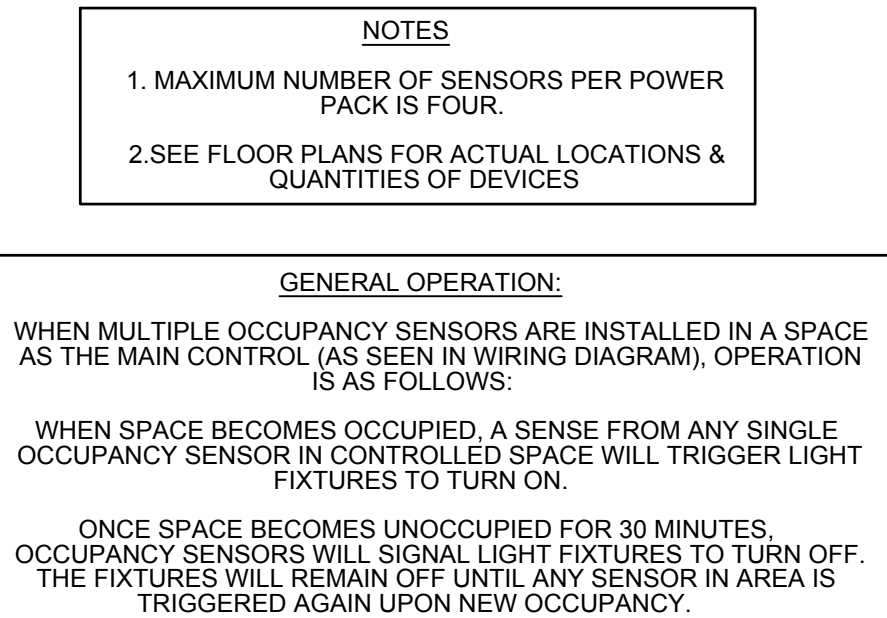 NOTES
1. MAXIMUM NUMBER OF SENSORS PER POWER
PACK IS FOUR.
2.SEE FLOOR PLANS FOR ACTUAL LOCATIONS &
QUANTITIES OF DEVICES
GENERAL OPERATION:
WHEN MULTIPLE OCCUPANCY SENSORS ARE INSTALLED IN A SPACE
AS THE MAIN CONTROL (AS SEEN IN WIRING DIAGRAM), OPERATION
IS AS FOLLOWS:
WHEN SPACE BECOMES OCCUPIED, A SENSE FROM ANY SINGLE
OCCUPANCY SENSOR IN CONTROLLED SPACE WILL TRIGGER LIGHT
FIXTURES TO TURN ON.
ONCE SPACE BECOMES UNOCCUPIED FOR 30 MINUTES,
OCCUPANCY SENSORS WILL SIGNAL LIGHT FIXTURES TO TURN OFF.
THE FIXTURES WILL REMAIN OFF UNTIL ANY SENSOR IN AREA IS
TRIGGERED AGAIN UPON NEW OCCUPANCY.